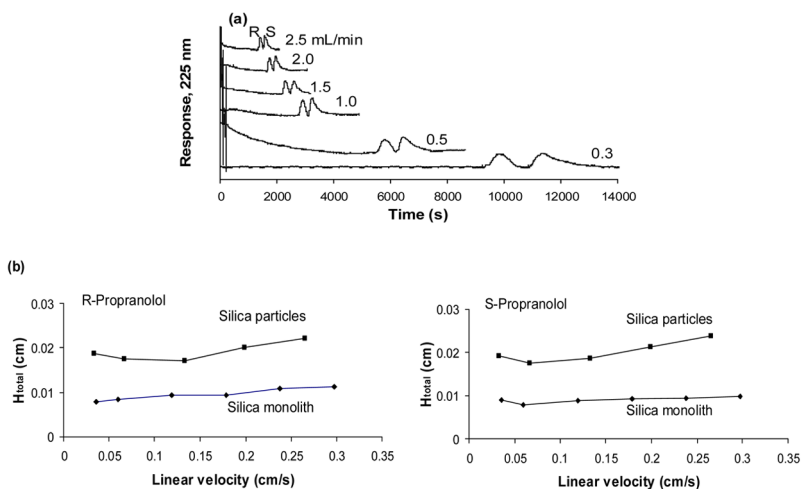 (a)
R S
2.5 mL/min
2.0
1.5
1.0
0.5
0.3
Response, 225 nm
0 2000 4000 6000 8000 10000 12000 14000
Time (s)
(b)
R-Propranolol
Silica particles
Silica monolith
Htotal (cm)
0.03
0.02
0.01
0
0 0.05 0.1 0.15 0.2 0.25 0.3 0.35
Linear velocity (cm/s)
S-Propranolol
Silica particles
Silica monolith
Htotal (cm)
0.03
0.02
0.01
0
0 0.05 0.1 0.15 0.2 0.25 0.3 0.35
Linear velocity (cm/s)